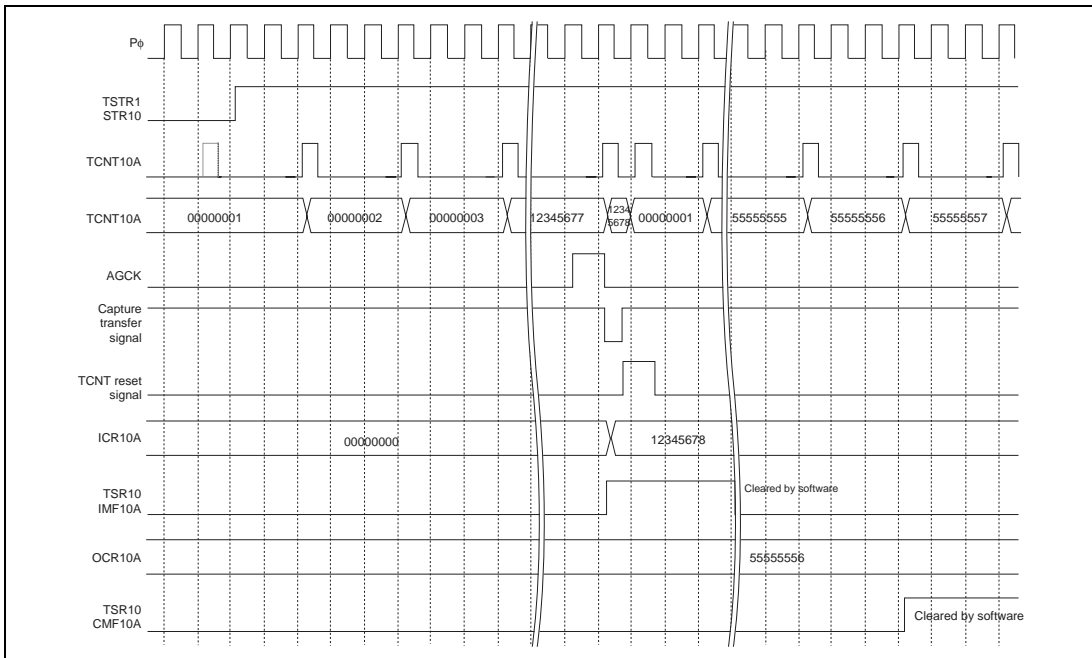 Pϕ
TSTR1
STR10
TCNT10A
TCNT10A
00000001
00000002
00000003
12345677
1234
5678
00000001
55555555
55555556
55555557
AGCK
Capture
transfer
signal
TCNT reset
signal
ICR10A
00000000
12345678
TSR10
IMF10A
Cleared by software
OCR10A
55555556
TSR10
CMF10A
Cleared by software